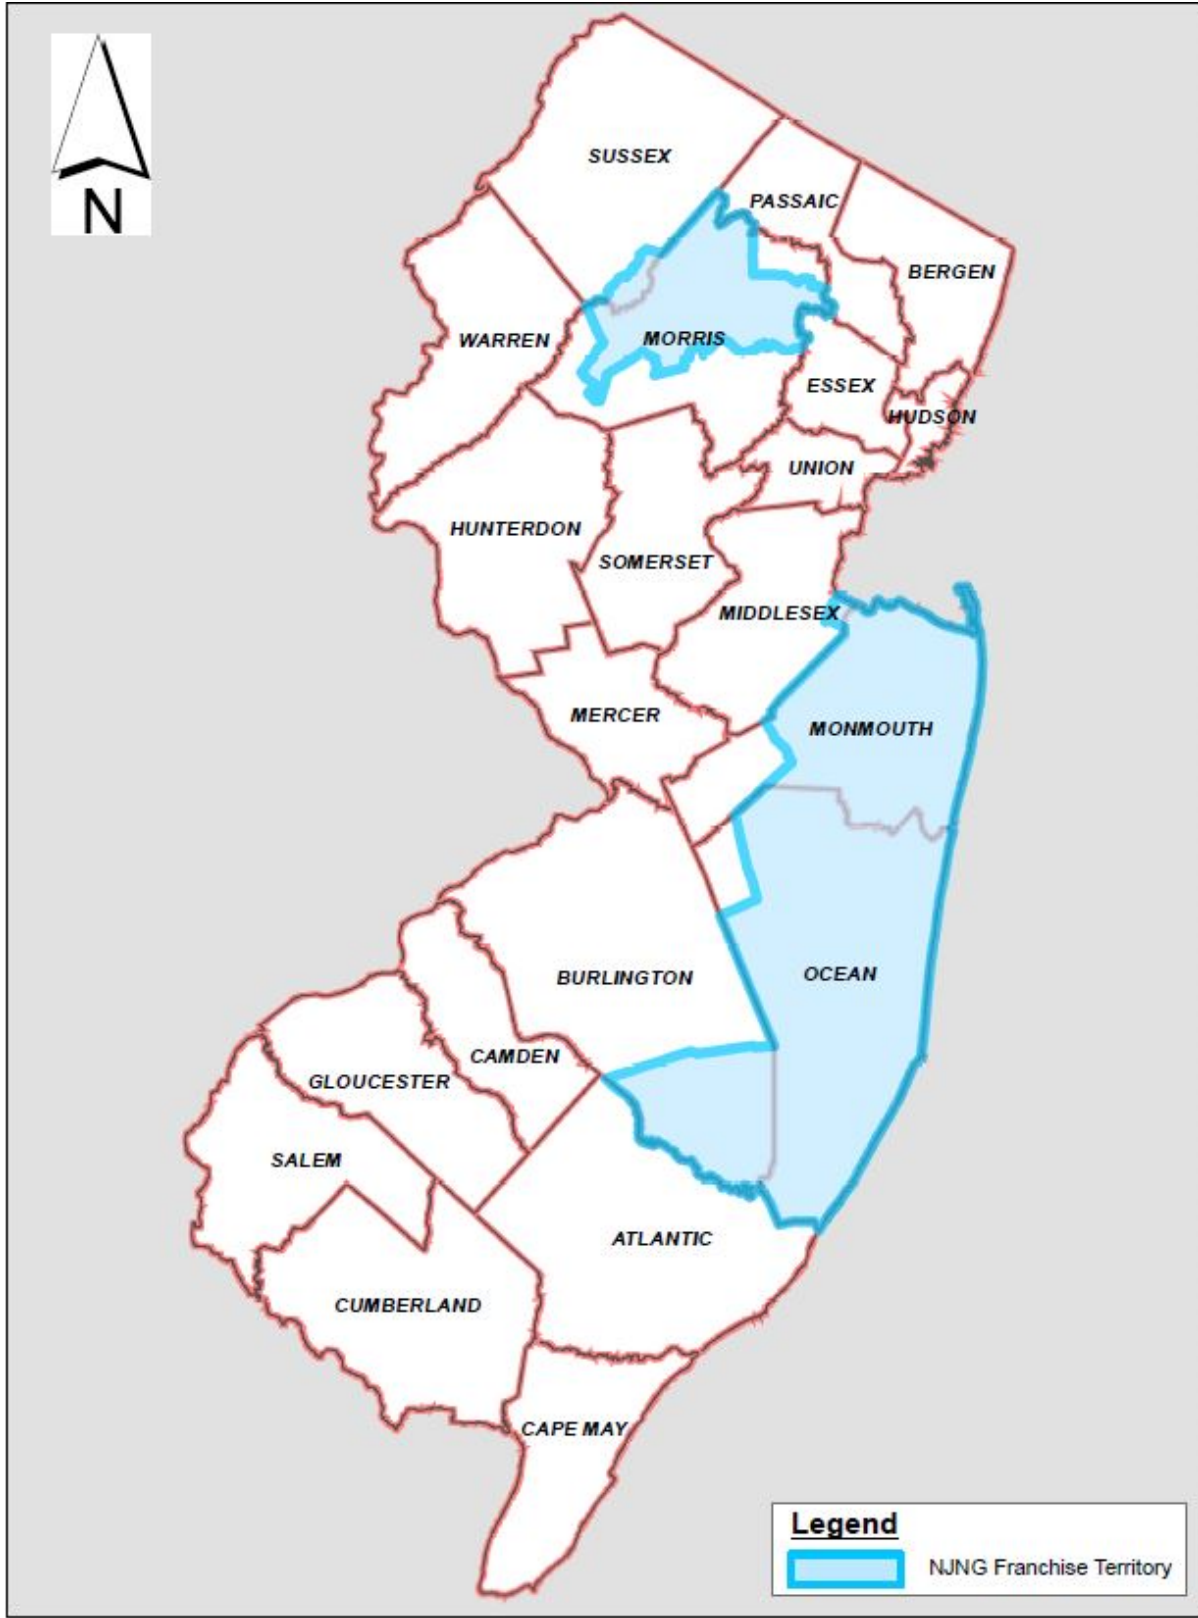 N
SUSSEX
PASSAIC
BERGEN
WARREN
MORRIS
ESSEX
HUDSON
UNION
HUNTERDON
SOMERSET
MIDDLESEX
MERCER
MONMOUTH
BURLINGTON
OCEAN
CAMDEN
GLOUCESTER
SALEM
ATLANTIC
CUMBERLAND
CAPE MAY
Legend
NJNG Franchise Territory